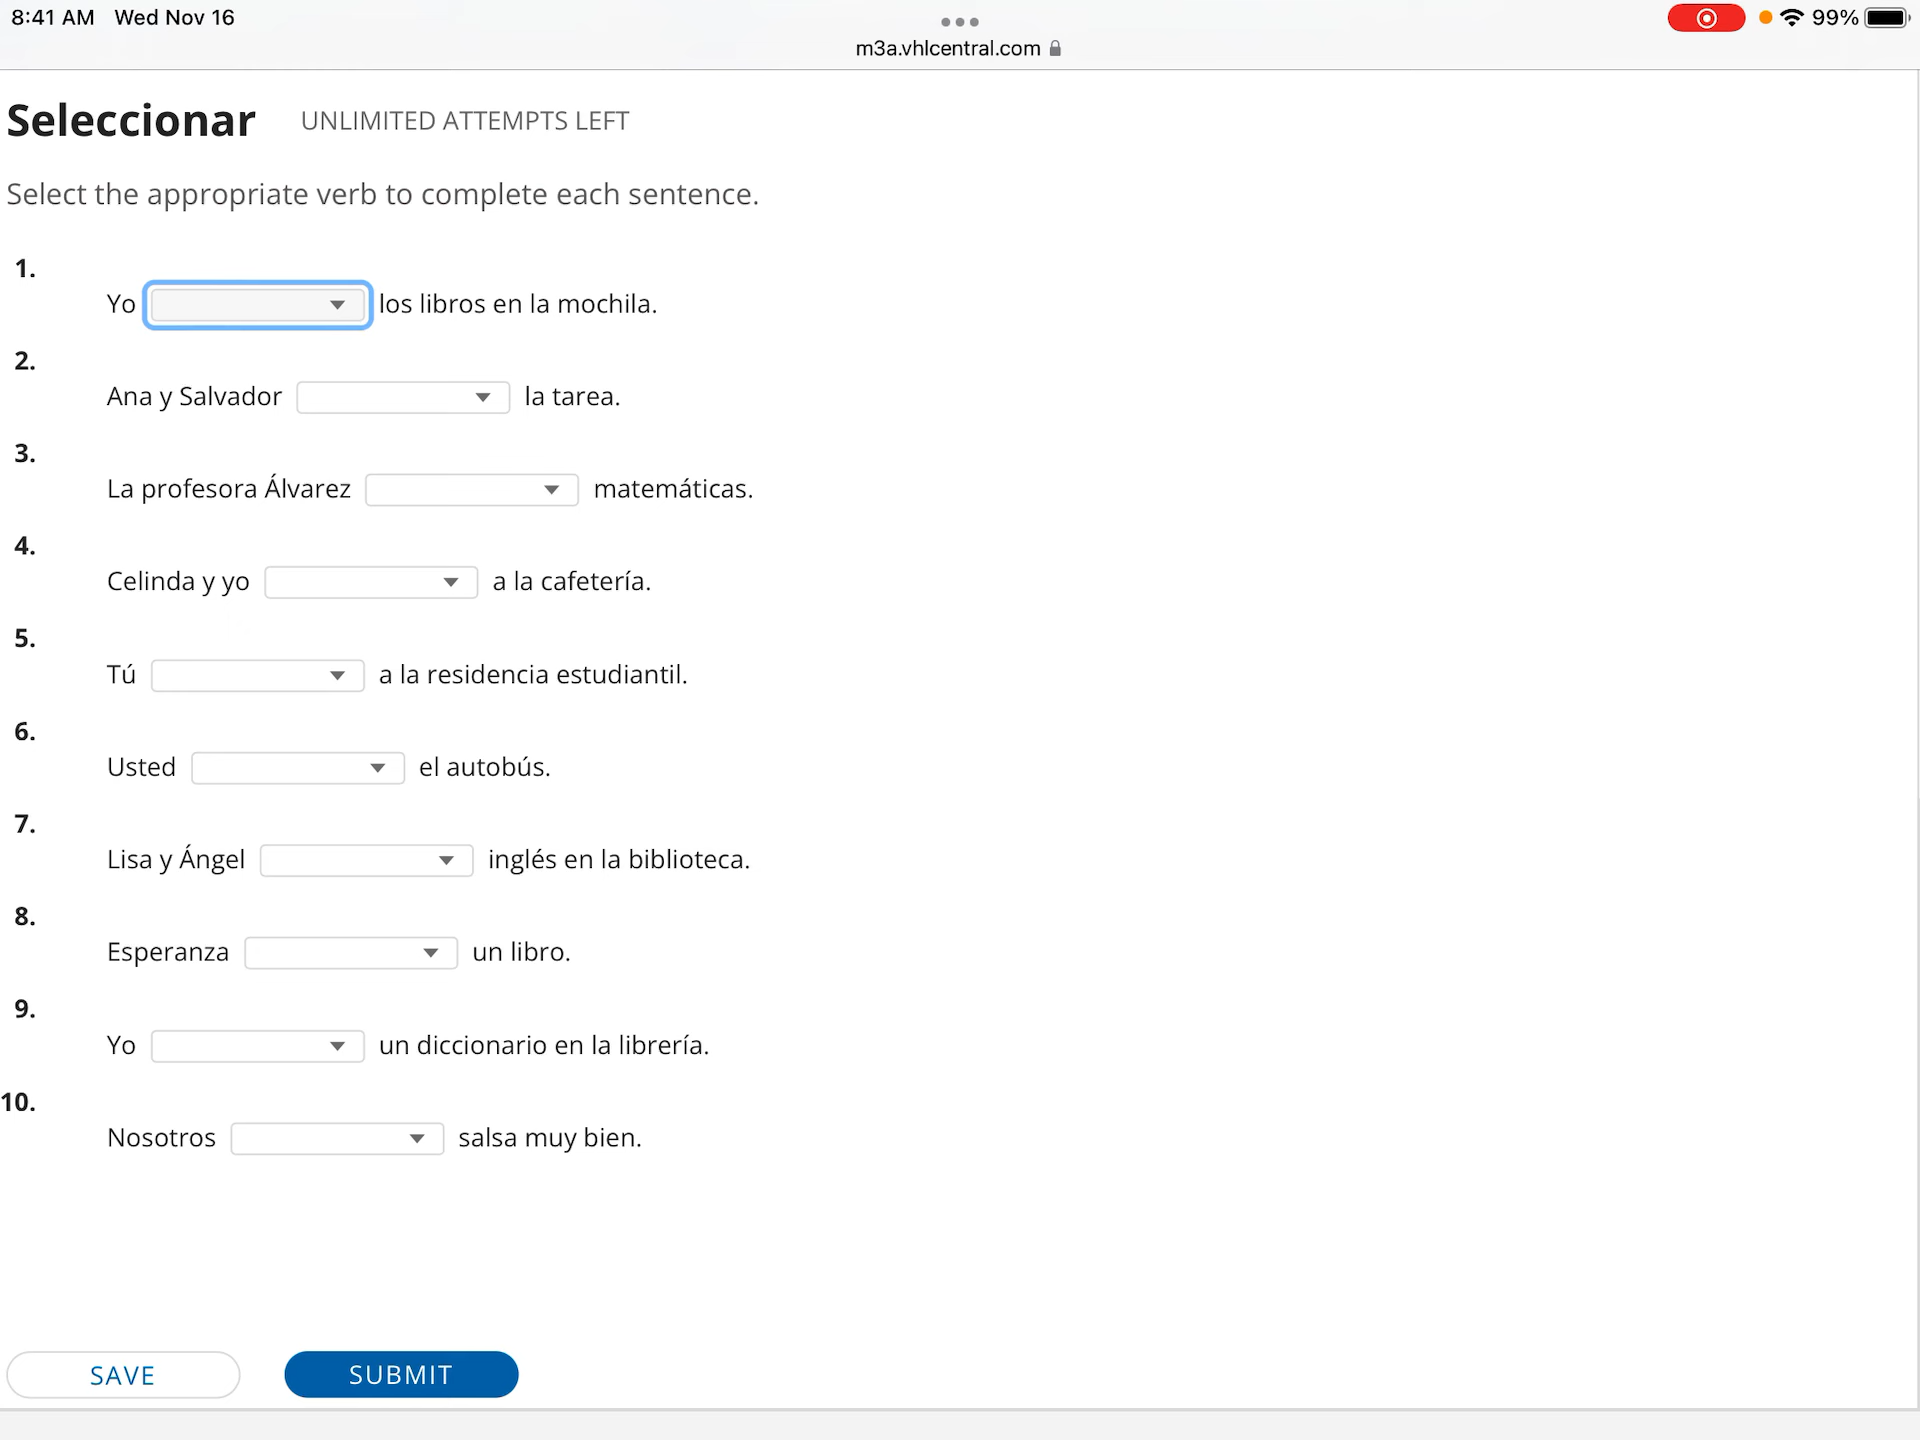 8:41 AM Wed Nov 16
99%
m3a.vhlcentral.com
Seleccionar UNLIMITED ATTEMPTS LEFT
Select the appropriate verb to complete each sentence.
1.
Yo los libros en la mochila.
2.
Ana y Salvador la tarea.
3.
La profesora Álvarez matemáticas.
4.
Celinda y yo a la cafetería.
5.
Tú a la residencia estudiantil.
6.
Usted el autobús.
7.
Lisa y Ángel inglés en la biblioteca.
8.
Esperanza un libro.
9.
Yo un diccionario en la librería.
10.
Nosotros salsa muy bien.
SAVE SUBMIT